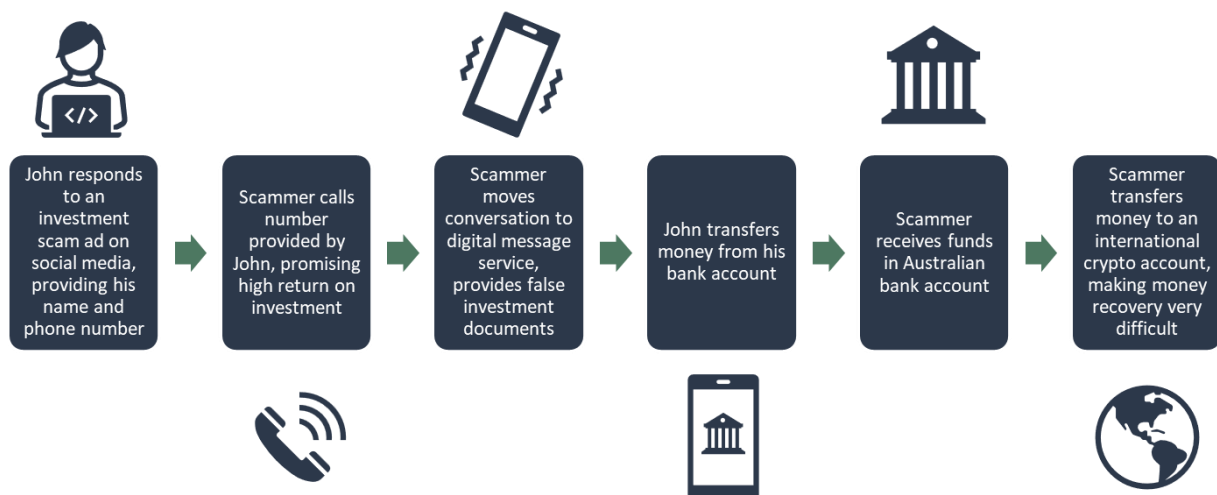 </>
John responds
to an
investment
scam ad on
social media,
providing his
name and
phone number
Scammer calls
number
provided by
John, promising
high return on
investment
Scammer
moves
conversation to
digital message
service,
provides false
investment
documents
John transfers
money from his
bank account
Scammer
receives funds
in Australian
bank account
Scammer
transfers
money to an
international
crypto account,
making money
recovery very
difficult